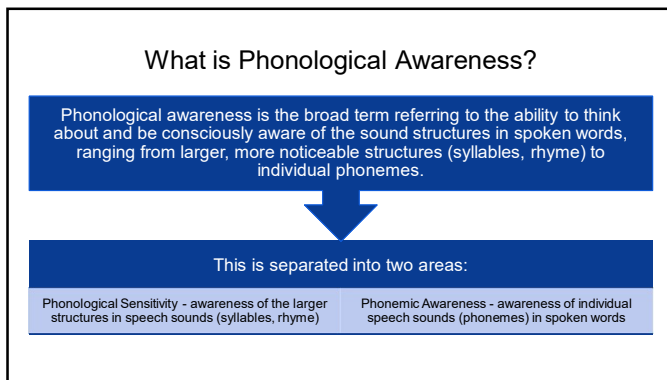 What is Phonological Awareness?
Phonological awareness is the broad term referring to the ability to think
about and be consciously aware of the sound structures in spoken words,
ranging from larger, more noticeable structures (syllables, rhyme) to
individual phonemes.
This is separated into two areas:
Phonological Sensitivity - awareness of the larger
structures in speech sounds (syllables, rhyme)
Phonemic Awareness - awareness of individual
speech sounds (phonemes) in spoken words